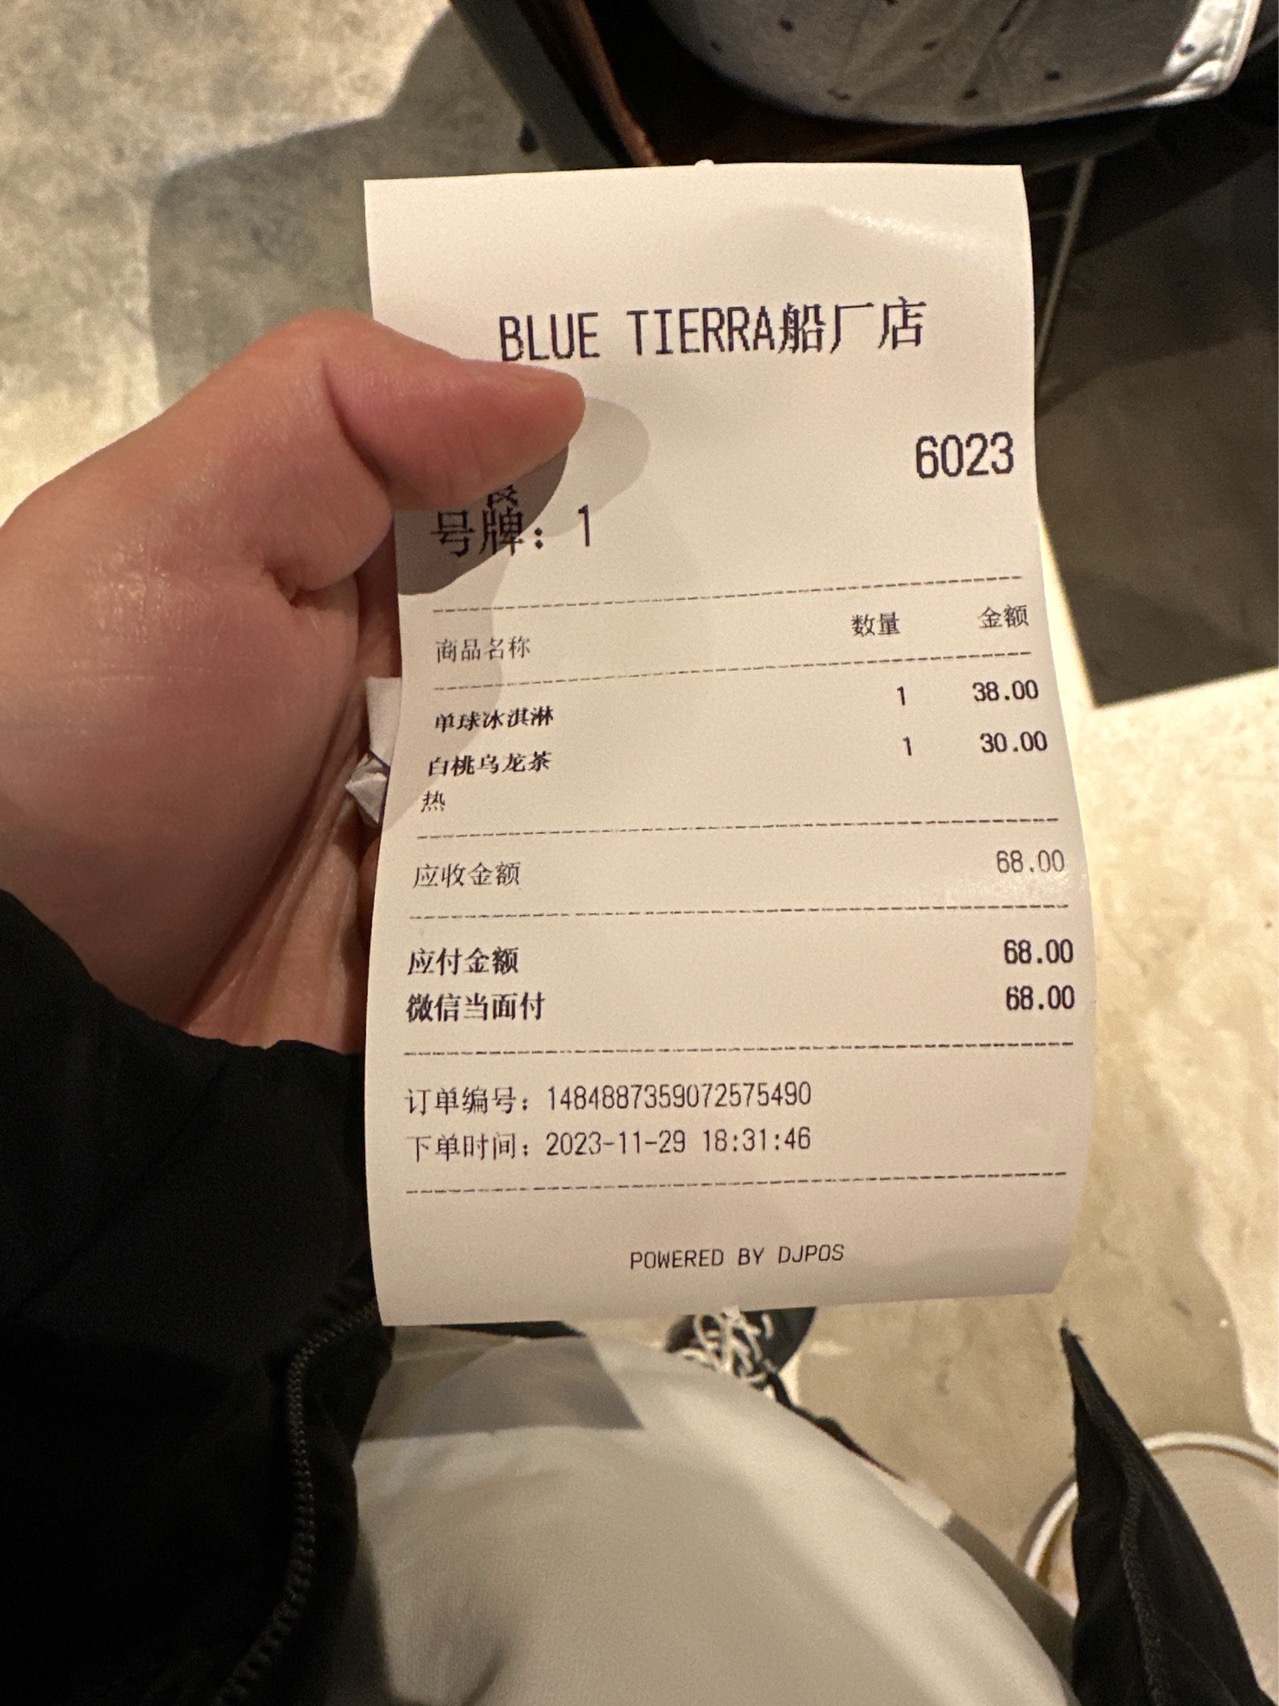 BLUE TIERRA船厂店
6023
号牌：1
商品名称 数量 金额
单球冰淇淋 1 38.00
白桃乌龙茶 1 30.00
热
应收金额 68.00
应付金额 68.00
微信当面付 68.00
订单编号：1484887359072575490
下单时间：2023-11-29 18:31:46
POWERED BY DJPOS